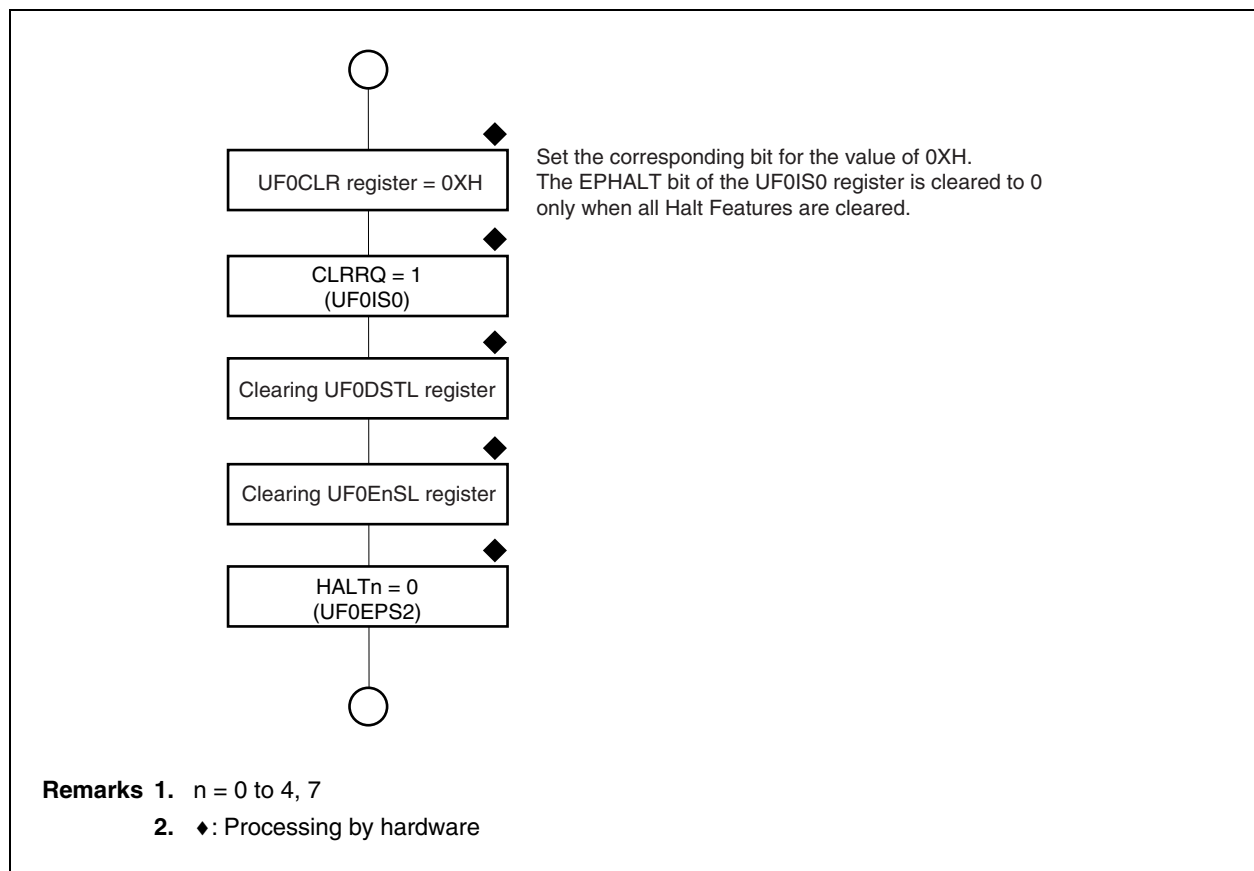 UF0CLR register = 0XH
Set the corresponding bit for the value of 0XH.
The EPHALT bit of the UF0IS0 register is cleared to 0
only when all Halt Features are cleared.
CLRRQ = 1
(UF0IS0)
Clearing UF0DSTL register
Clearing UF0EnSL register
HALTn = 0
(UF0EPS2)
Remarks 1. n = 0 to 4, 7
2. ♦: Processing by hardware